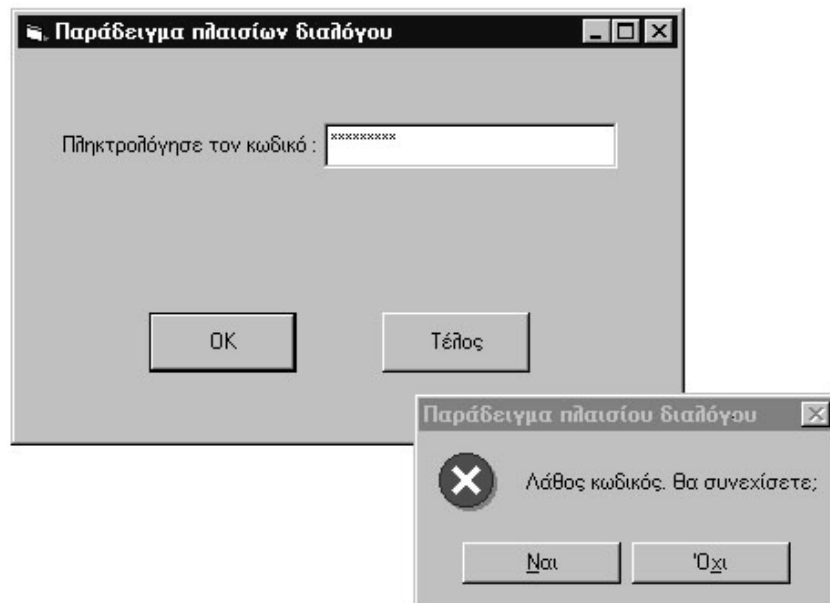 Παράδειγμα πλαισίων διαλόγου
Πληκτρολόγησε τον κωδικό :
×××××××××
OK
Τέλος
Παράδειγμα πλαισίου διαλόγου
Λάθος κωδικός. Θα συνεχίσετε;
Ναι
Όχι